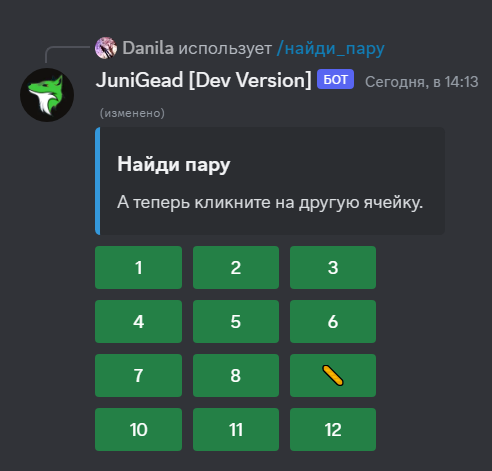 Danila использует /найди_пару
JuniGead [Dev Version] БОТ Сегодня, в 14:13
(изменено)
Найди пару
А теперь кликните на другую ячейку.
1 2 3
4 5 6
7 8
10 11 12